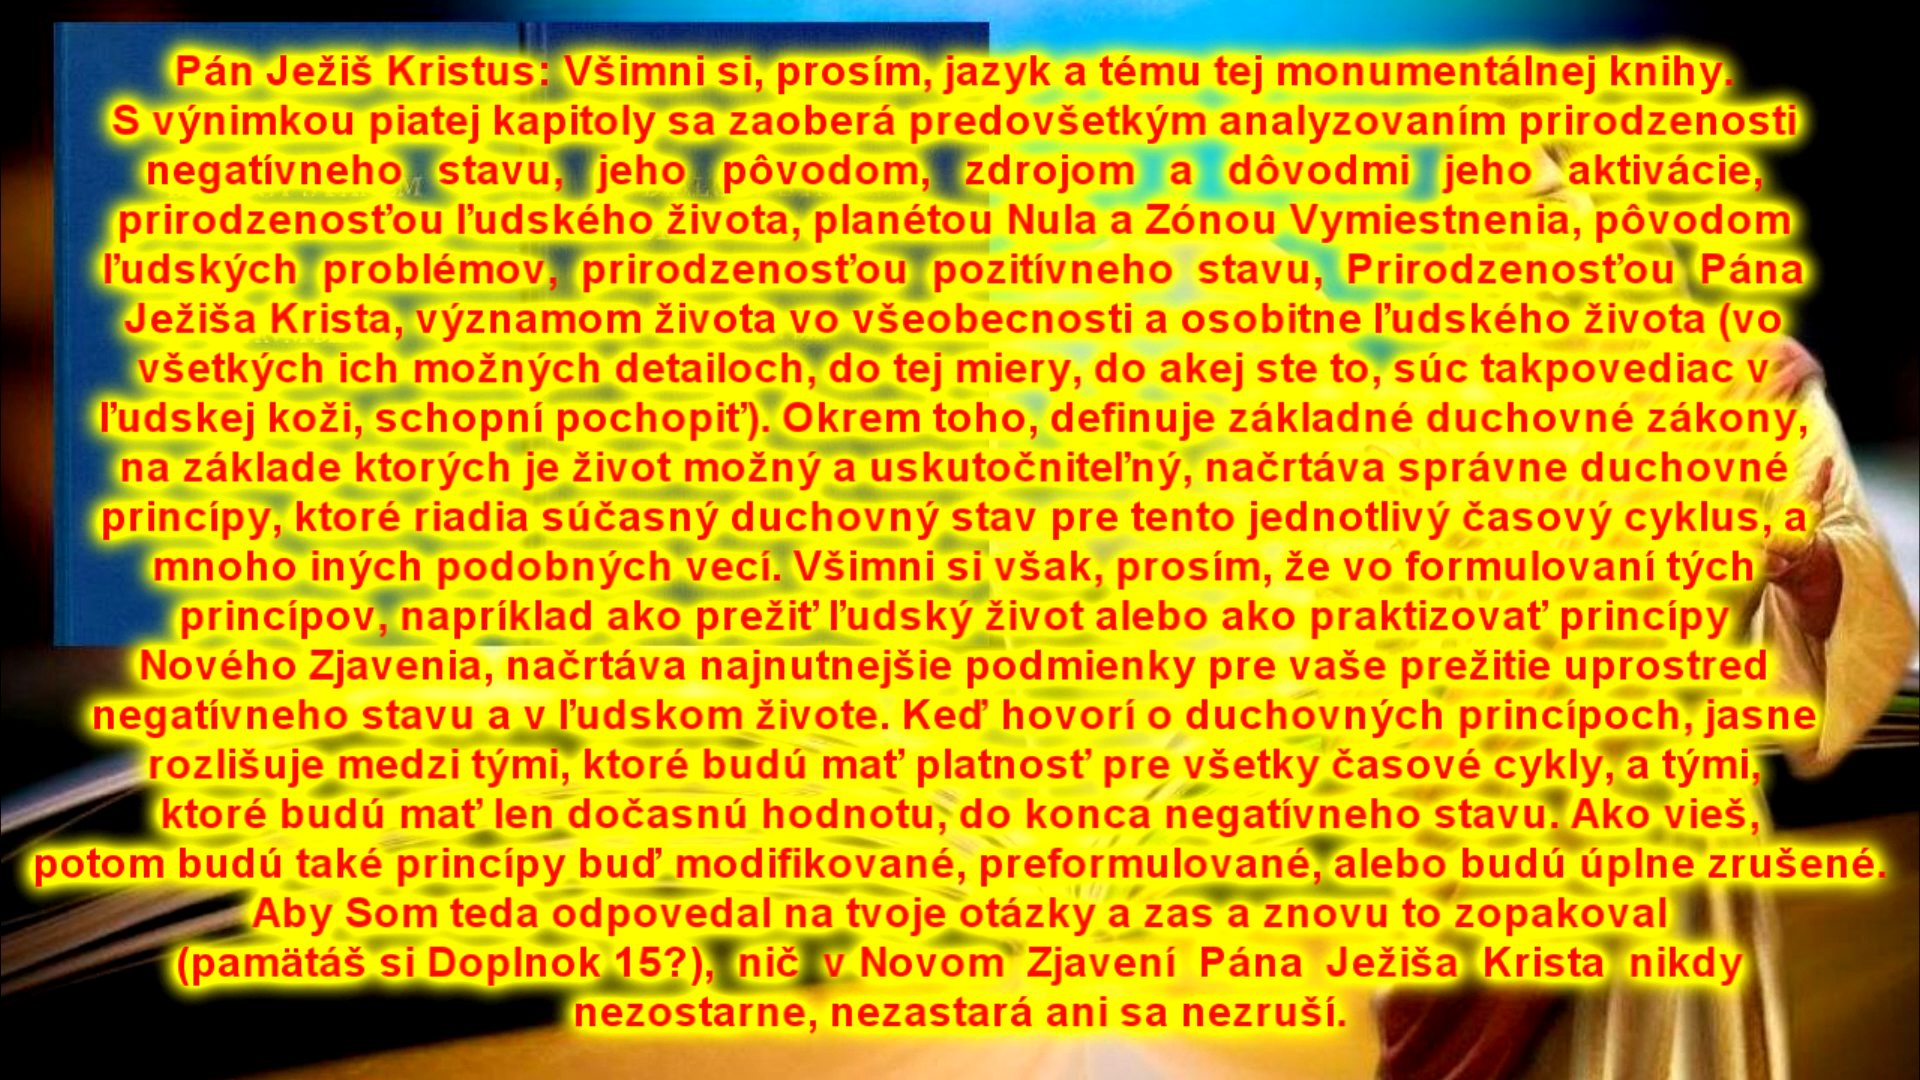 Pán Ježiš Kristus: Všimni si, prosím, jazyk a tému tej monumentálnej knihy.
S výnimkou piatej kapitoly sa zaoberá predovšetkým analyzovaním prirodzenosti
negatívneho stavu, jeho pôvodom, zdrojom a dôvodmi jeho aktivácie,
prirodzenosťou ľudského života, planétou Nula a Zónou Vymiestnenia, pôvodom
ľudských problémov, prirodzenosťou pozitívneho stavu, Prirodzenosťou Pána
Ježiša Krista, významom života vo všeobecnosti a osobitne ľudského života (vo
všetkých ich možných detailoch, do tej miery, do akej ste to, súc takpovediac v
ľudskej koži, schopní pochopiť). Okrem toho, definuje základné duchovné zákony,
na základe ktorých je život možný a uskutočniteľný, načrtáva správne duchovné
princípy, ktoré riadia súčasný duchovný stav pre tento jednotlivý časový cyklus, a
mnoho iných podobných vecí. Všimni si však, prosím, že vo formulovaní tých
princípov, napríklad ako prežiť ľudský život alebo ako praktizovať princípy
Nového Zjavenia, načrtáva najnutnejšie podmienky pre vaše prežitie uprostred
negatívneho stavu a v ľudskom živote. Keď hovorí o duchovných princípoch, jasne
rozlišuje medzi tými, ktoré budú mať platnosť pre všetky časové cykly, a tými,
ktoré budú mať len dočasnú hodnotu, do konca negatívneho stavu. Ako vieš,
potom budú také princípy buď modifikované, preformulované, alebo budú úplne zrušené.
Aby Som teda odpovedal na tvoje otázky a zas a znovu to zopakoval
(pamätáš si Doplnok 15?), nič v Novom Zjavení Pána Ježiša Krista nikdy
nezostarne, nezastará ani sa nezruší.